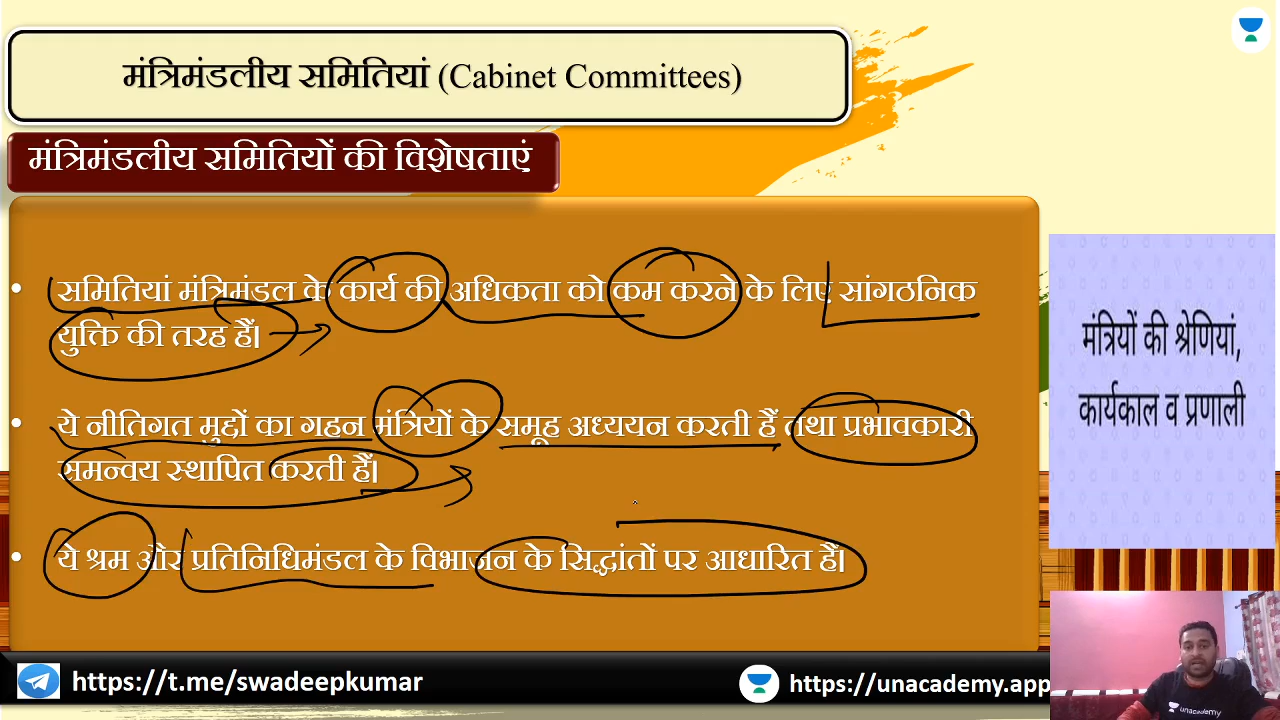 मंत्रिमंडलीय समितियां (Cabinet Committees)
मंत्रिमंडलीय समितियों की विशेषताएं
• समितियां मंत्रिमंडल के कार्य की अधिकता को कम करने के लिए सांगठनिक
युक्ति की तरह हैं।
• ये नीतिगत मुद्दों का गहन मंत्रियों के समूह अध्ययन करती हैं तथा प्रभावकारी
समन्वय स्थापित करती हैं।
• ये श्रम और प्रतिनिधिमंडल के विभाजन के सिद्धांतों पर आधारित हैं।
मंत्रियों की श्रेणियां,
कार्यकाल व प्रणाली
unacademy
https://t.me/swadeepkumar
https://unacademy.app